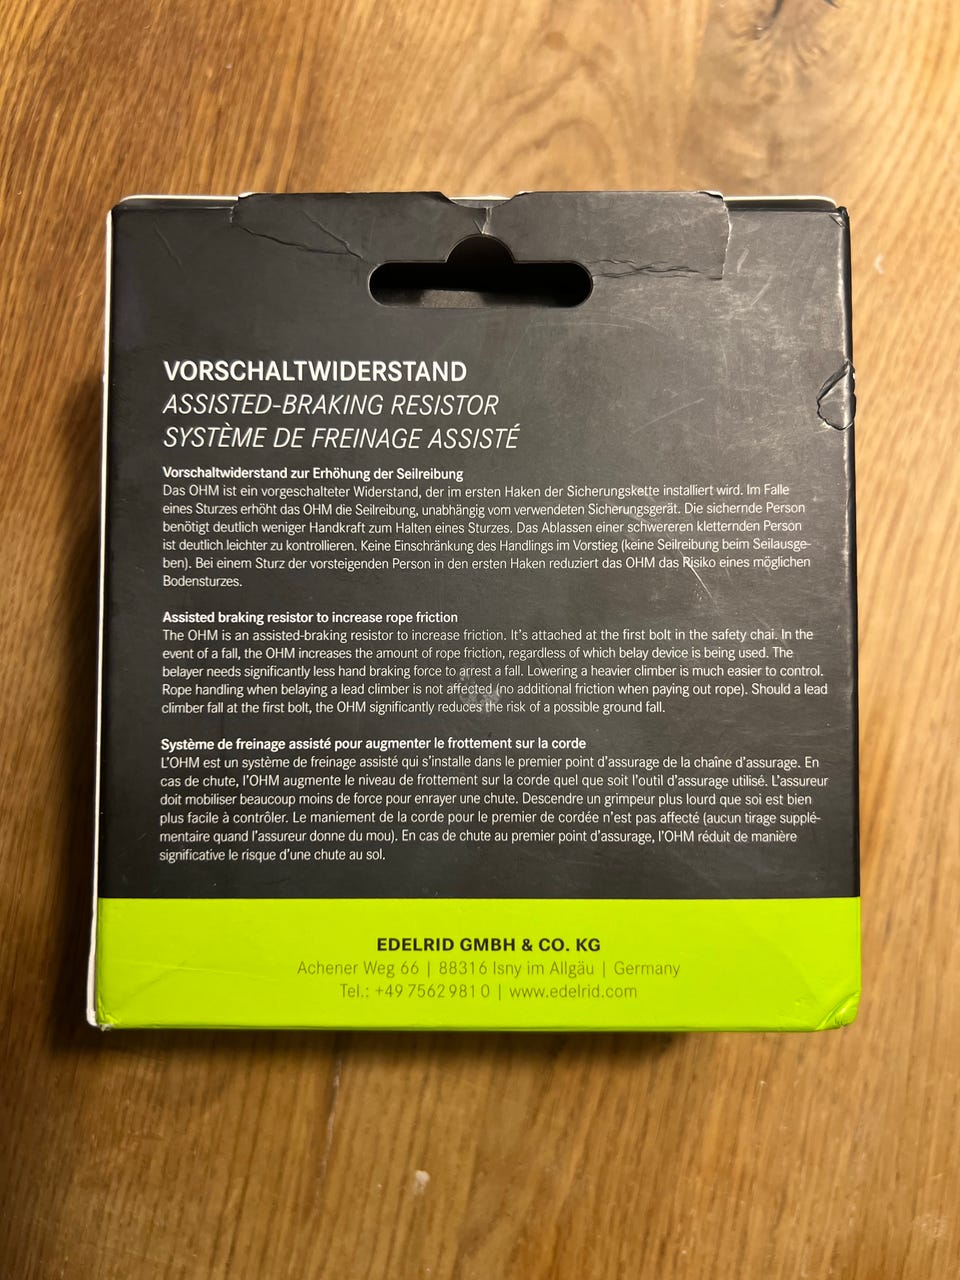 VORSCHALTWIDERSTAND
ASSISTED-BRAKING RESISTOR
SYSTÈME DE FREINAGE ASSISTÉ
Vorschaltwiderstand zur Erhöhung der Seilreibung
Das OHM ist ein vorgeschalteter Widerstand, der im ersten Haken der Sicherungskette installiert wird. Im Falle
eines Sturzes erhöht das OHM die Seilreibung, unabhängig vom verwendeten Sicherungsgerät. Die sichernde Person
benötigt deutlich weniger Handkraft zum Halten eines Sturzes. Das Ablassen einer schwereren kletternden Person
ist deutlich leichter zu kontrollieren. Keine Einschränkung des Handlings im Vorstieg (keine Seilreibung beim Seilausge-
ben). Bei einem Sturz der vorsteigenden Person in den ersten Haken reduziert das OHM das Risiko eines möglichen
Bodensturzes.
Assisted braking resistor to increase rope friction
The OHM is an assisted-braking resistor to increase friction. It's attached at the first bolt in the safety chai. In the
event of a fall, the OHM increases the amount of rope friction, regardless of which belay device is being used. The
belayer needs significantly less hand braking force to arrest a fall. Lowering a heavier climber is much easier to control.
Rope handling when belaying a lead climber is not affected (no additional friction when paying out rope). Should a lead
climber fall at the first bolt, the OHM significantly reduces the risk of a possible ground fall.
Système de freinage assisté pour augmenter le frottement sur la corde
L'OHM est un système de freinage assisté qui s'installe dans le premier point d'assurage de la chaîne d'assurage. En
cas de chute, l'OHM augmente le niveau de frottement sur la corde quel que soit l'outil d'assurage utilisé. L'assureur
doit mobiliser beaucoup moins de force pour enrayer une chute. Descendre un grimpeur plus lourd que soi est bien
plus facile à contrôler. Le maniement de la corde pour le premier de cordée n'est pas affecté (aucun tirage supplé-
mentaire quand l'assureur donne du mou). En cas de chute au premier point d'assurage, l'OHM réduit de manière
significative le risque d'une chute au sol.
EDELRID GMBH & CO. KG
Achener Weg 66 | 88316 Isny im Allgäu | Germany
Tel.: +49 7562 981 0 | www.edelrid.com